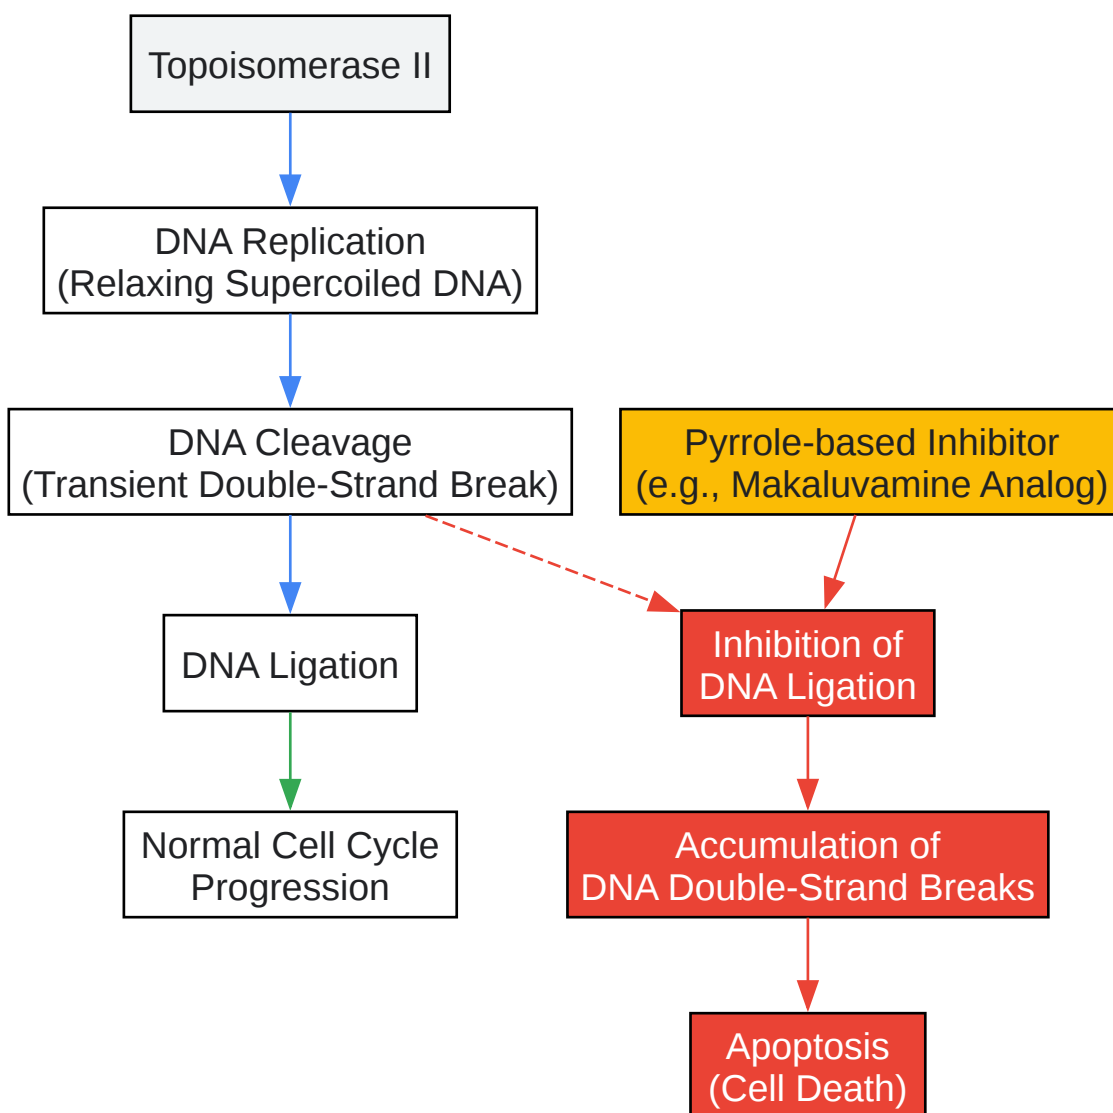 Topoisomerase II
DNA Replication
(Relaxing Supercoiled DNA)
DNA Cleavage
(Transient Double-Strand Break)
Pyrrole-based Inhibitor
(e.g., Makaluvamine Analog)
DNA Ligation
Inhibition of
DNA Ligation
Normal Cell Cycle
Progression
Accumulation of
DNA Double-Strand Breaks
Apoptosis
(Cell Death)